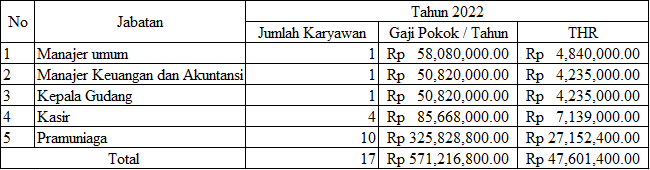 No Jabatan Tahun 2022
Jumlah Karyawan Gaji Pokok / Tahun THR
1 Manajer umum 1 Rp 58,080,000.00 Rp 4,840,000.00
2 Manajer Keuangan dan Akuntansi 1 Rp 50,820,000.00 Rp 4,235,000.00
3 Kepala Gudang 1 Rp 50,820,000.00 Rp 4,235,000.00
4 Kasir 4 Rp 85,668,000.00 Rp 7,139,000.00
5 Pramuniaga 10 Rp 325,828,800.00 Rp 27,152,400.00
Total 17 Rp 571,216,800.00 Rp 47,601,400.00